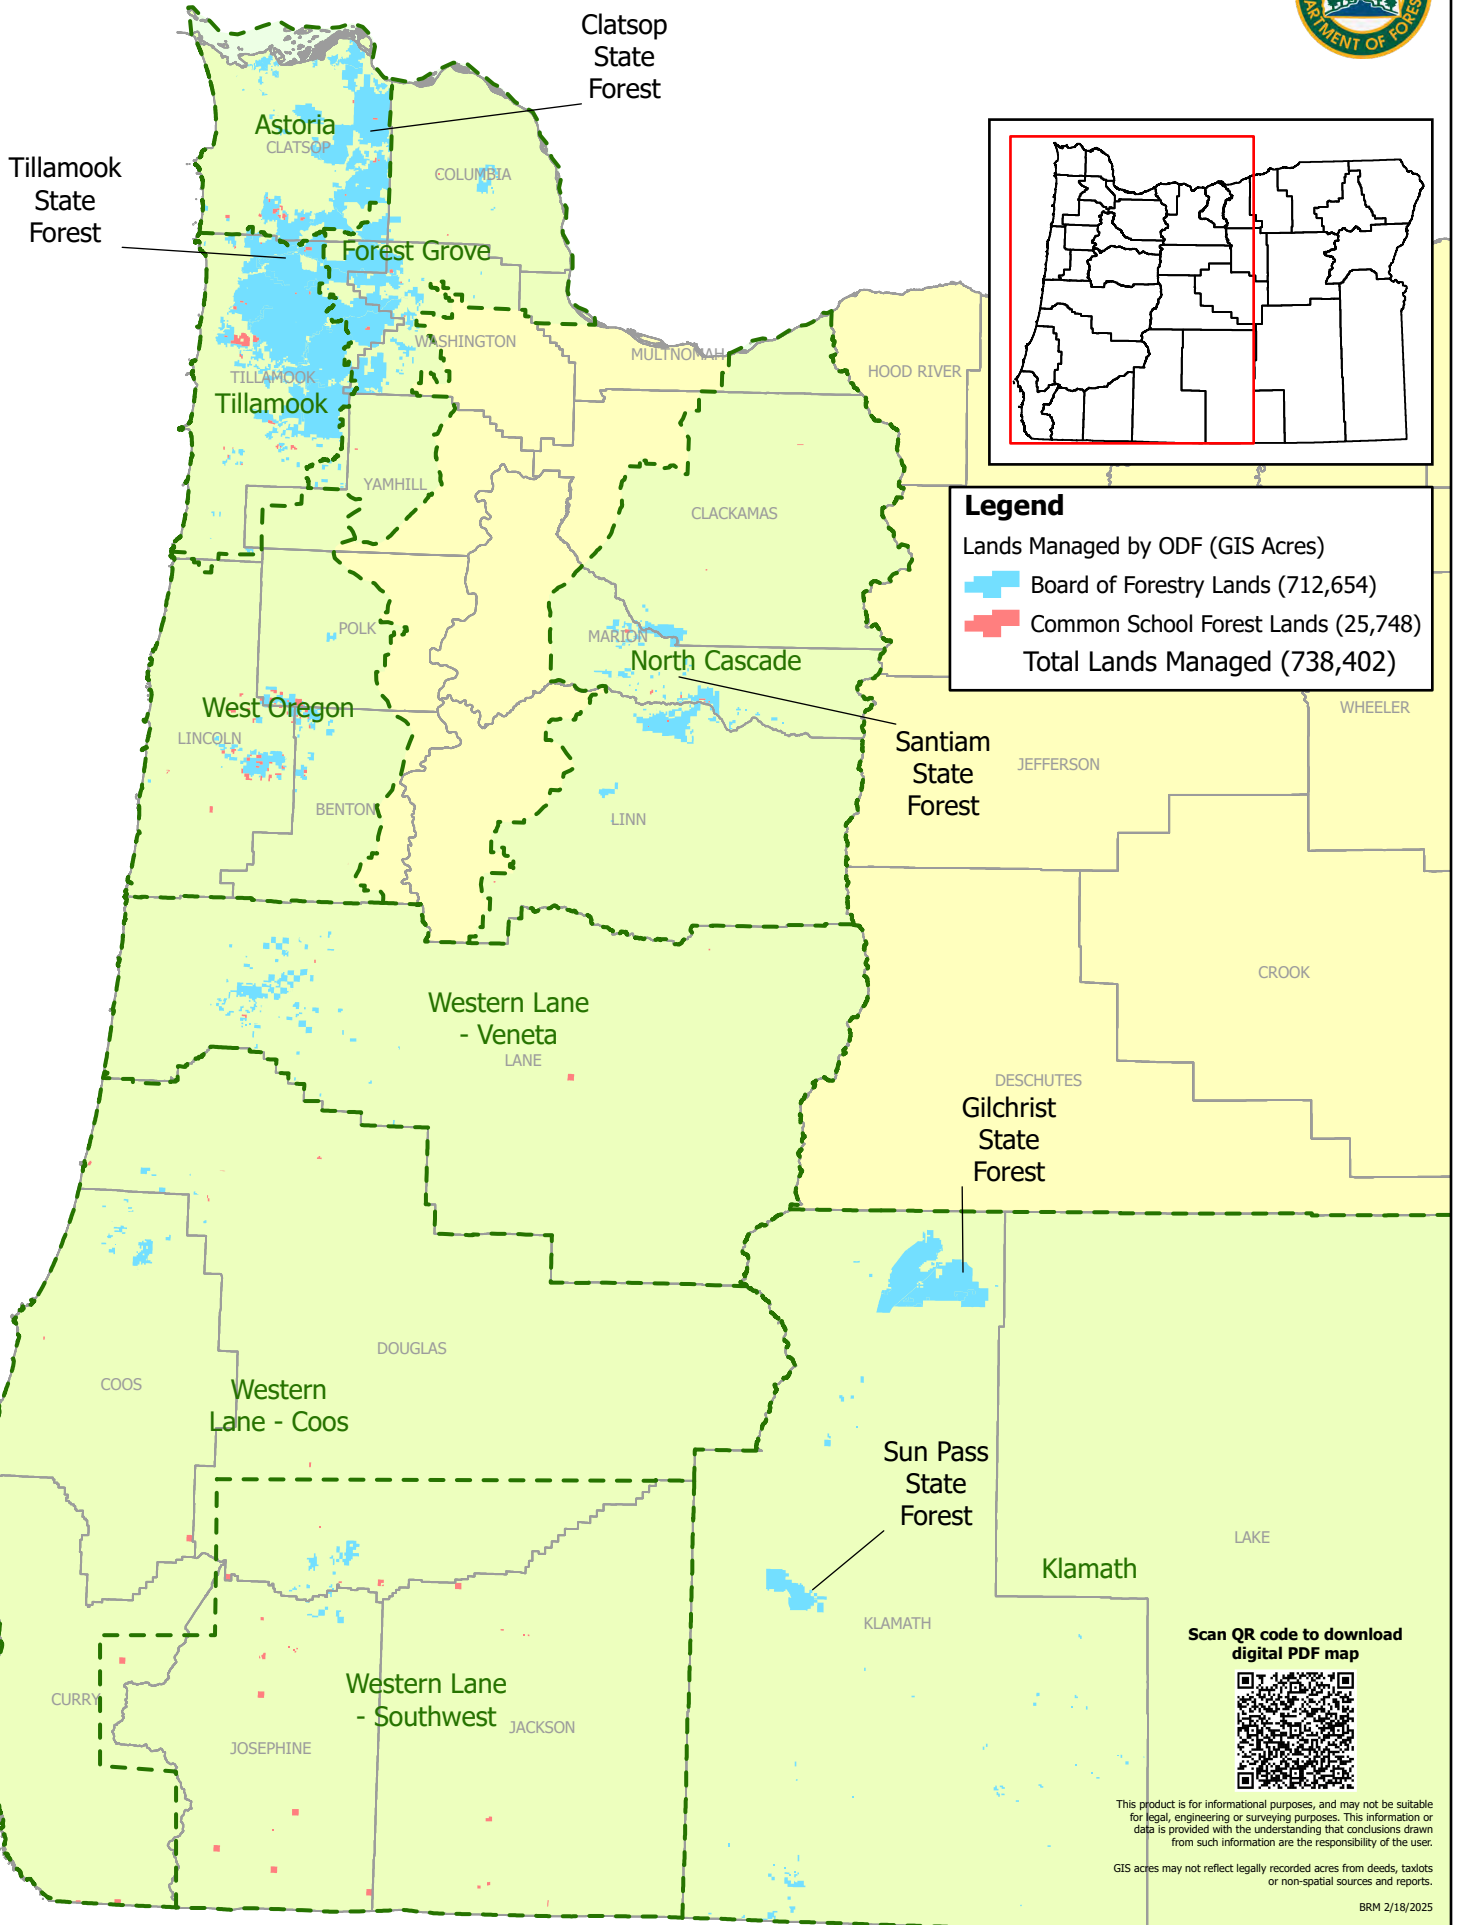 ARTMENT OF FORES
Clatsop
State
Forest
Astoria
CLATSOP
Tillamook
State
Forest
COLUMBIA
Forest Grove
WASHINGTON
MULTNOMAH
HOOD RIVER
TILLAMOOK
Tillamook
YAMHILL
CLACKAMAS
Legend
Lands Managed by ODF (GIS Acres)
Board of Forestry Lands (712,654)
Common School Forest Lands (25,748)
Total Lands Managed (738,402)
POLK
MARION
North Cascade
West Oregon
LINCOLN
WHEELER
Santiam
State
Forest
JEFFERSON
BENTON
LINN
CROOK
Western Lane
- Veneta
LANE
DESCHUTES
Gilchrist
State
Forest
DOUGLAS
COOS
Western
Lane - Coos
Sun Pass
State
Forest
LAKE
Klamath
KLAMATH
Scan QR code to download
digital PDF map
CURRY
Western Lane
- Southwest
JACKSON
JOSEPHINE
This product is for informational purposes, and may not be suitable
for legal, engineering or surveying purposes. This information or
data is provided with the understanding that conclusions drawn
from such information are the responsibility of the user.
GIS acres may not reflect legally recorded acres from deeds, taxlots
or non-spatial sources and reports.
BRM 2/18/2025